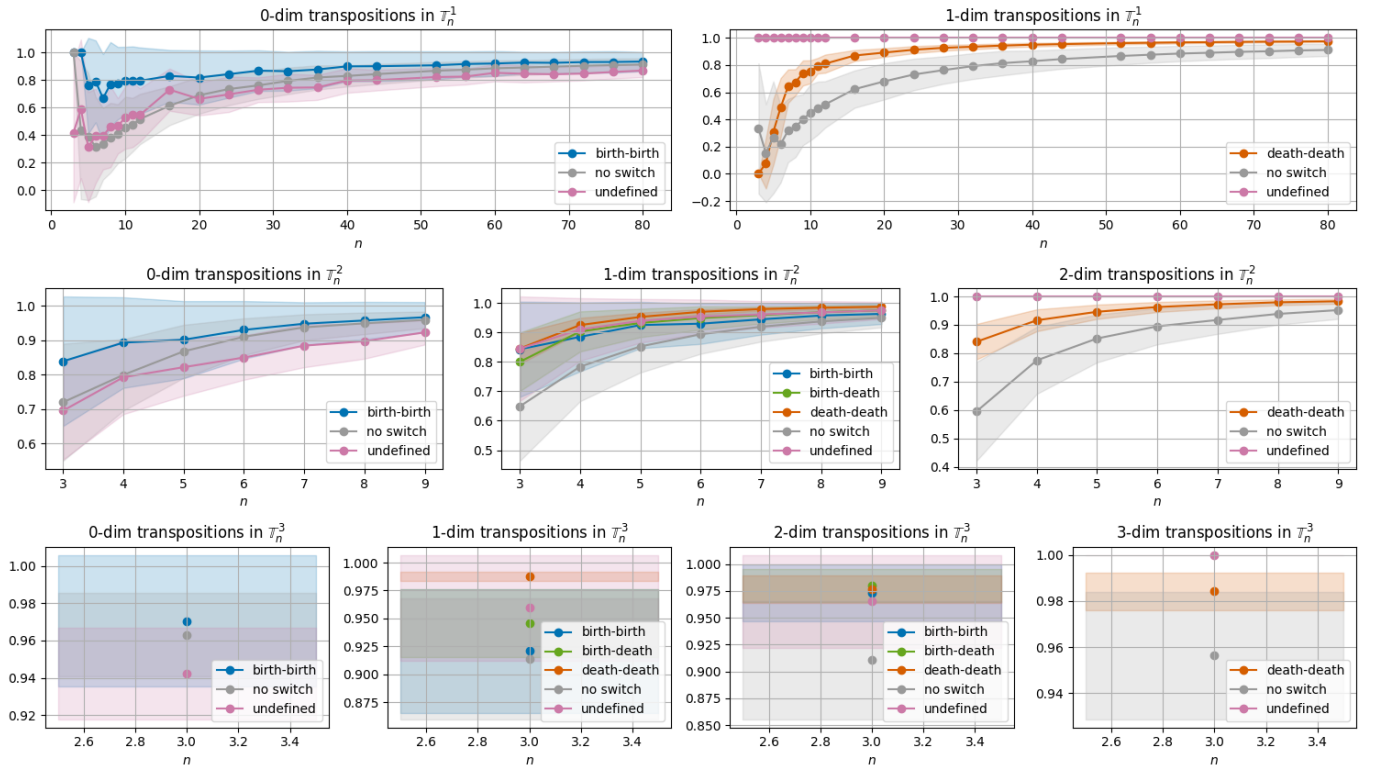 0-dim transpositions in 𝕋ₙ¹
1.0
0.8
0.6
0.4
0.2
0.0
birth-birth
no switch
undefined
0 10 20 30 40 50 60 70 80
n
1-dim transpositions in 𝕋ₙ¹
1.0
0.8
0.6
0.4
0.2
0.0
−0.2
death-death
no switch
undefined
0 10 20 30 40 50 60 70 80
n
0-dim transpositions in 𝕋ₙ²
1.0
0.9
0.8
0.7
0.6
birth-birth
no switch
undefined
3 4 5 6 7 8 9
n
1-dim transpositions in 𝕋ₙ²
1.0
0.9
0.8
0.7
0.6
0.5
birth-birth
birth-death
death-death
no switch
undefined
3 4 5 6 7 8 9
n
2-dim transpositions in 𝕋ₙ²
1.0
0.9
0.8
0.7
0.6
0.5
0.4
death-death
no switch
undefined
3 4 5 6 7 8 9
n
0-dim transpositions in 𝕋ₙ³
1.00
0.98
0.96
0.94
0.92
birth-birth
no switch
undefined
2.6 2.8 3.0 3.2 3.4
n
1-dim transpositions in 𝕋ₙ³
1.000
0.975
0.950
0.925
0.900
0.875
birth-birth
birth-death
death-death
no switch
undefined
2.6 2.8 3.0 3.2 3.4
n
2-dim transpositions in 𝕋ₙ³
1.000
0.975
0.950
0.925
0.900
0.875
0.850
birth-birth
birth-death
death-death
no switch
undefined
2.6 2.8 3.0 3.2 3.4
n
3-dim transpositions in 𝕋ₙ³
1.00
0.98
0.96
0.94
death-death
no switch
undefined
2.6 2.8 3.0 3.2 3.4
n